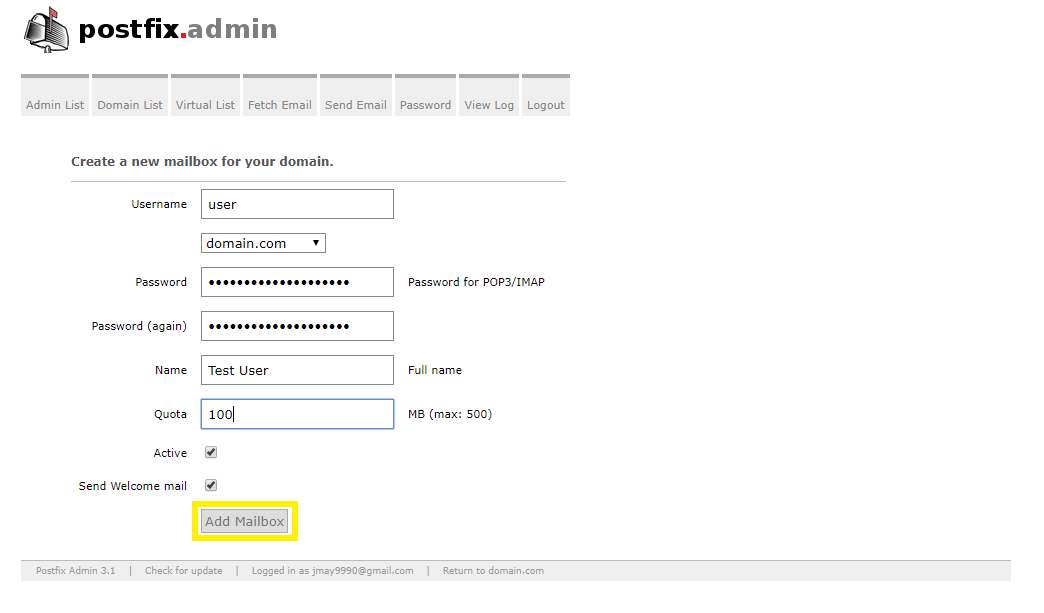 postfix.admin
Admin List Domain List Virtual List Fetch Email Send Email Password View Log Logout
Create a new mailbox for your domain.
Username user
domain.com ▼
Password •••••••••••••••••••• Password for POP3/IMAP
Password (again) ••••••••••••••••••••
Name Test User Full name
Quota 100 MB (max: 500)
Active
Send Welcome mail
Add Mailbox
Postfix Admin 3.1 | Check for update | Logged in as jmay9990@gmail.com | Return to domain.com